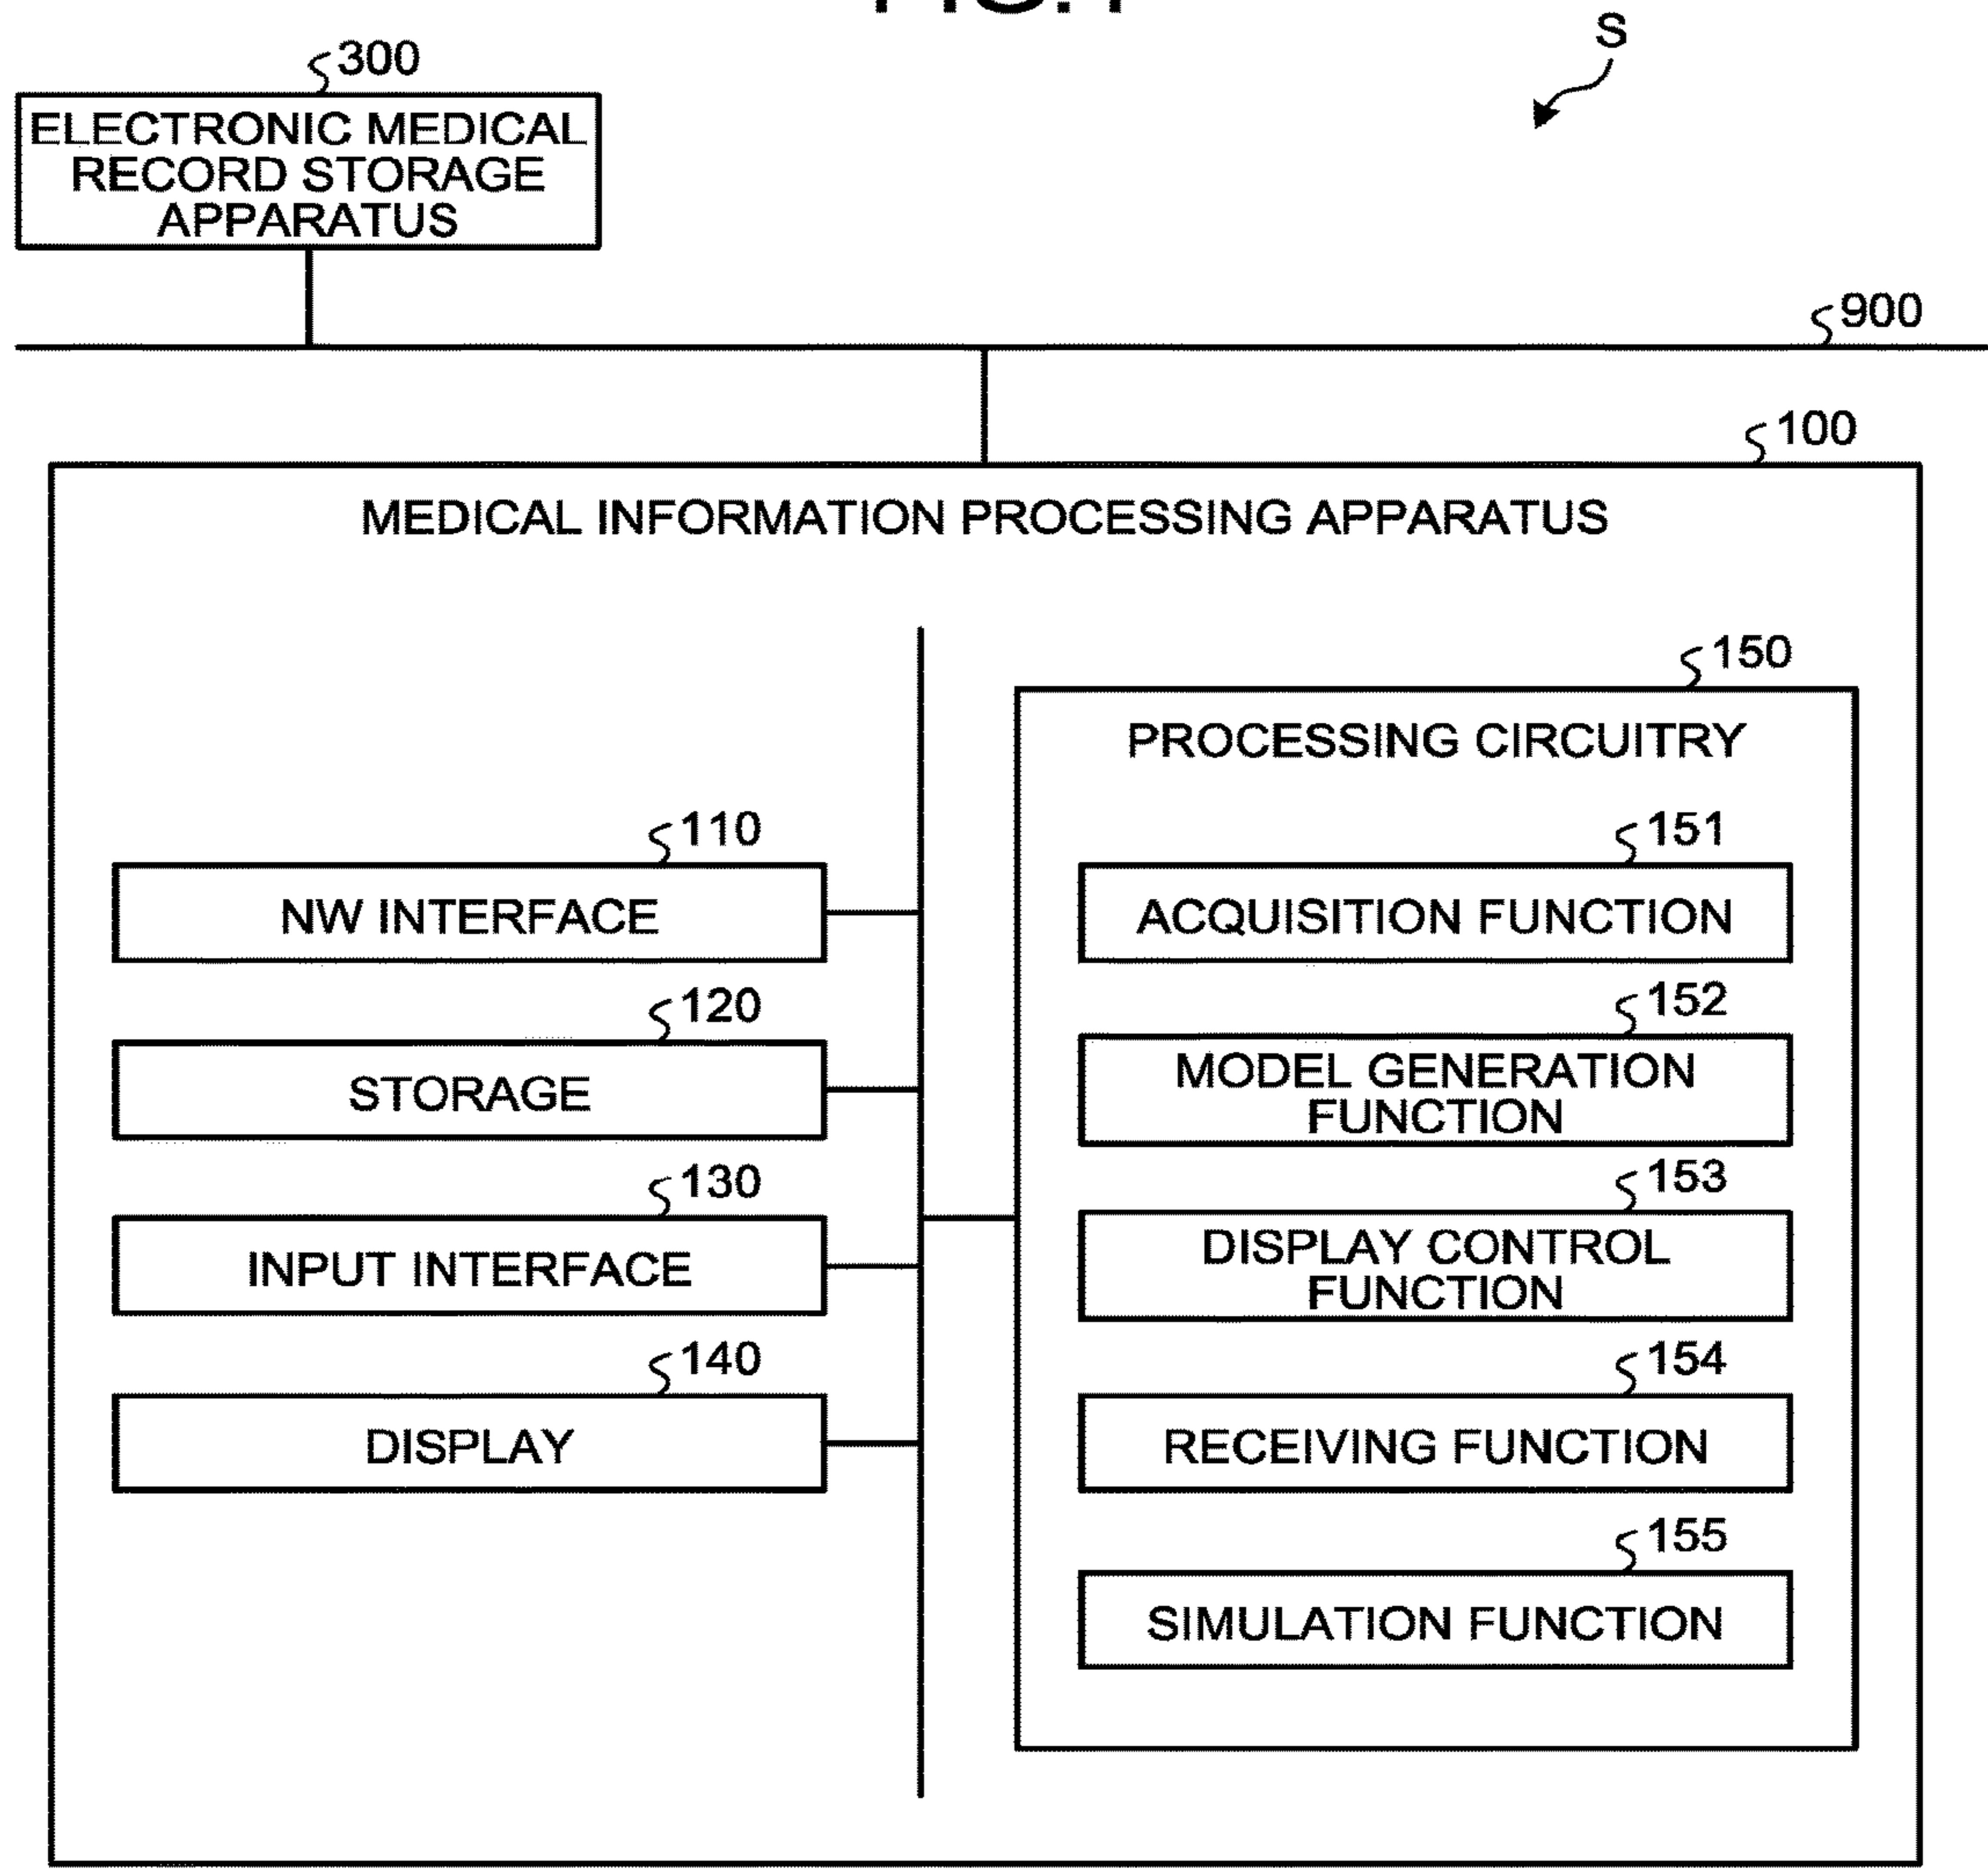 FIG.1
S
300
ELECTRONIC MEDICAL
RECORD STORAGE
APPARATUS
900
100
MEDICAL INFORMATION PROCESSING APPARATUS
150
PROCESSING CIRCUITRY
110
NW INTERFACE
120
STORAGE
130
INPUT INTERFACE
140
DISPLAY
151
ACQUISITION FUNCTION
152
MODEL GENERATION
FUNCTION
153
DISPLAY CONTROL
FUNCTION
154
RECEIVING FUNCTION
155
SIMULATION FUNCTION